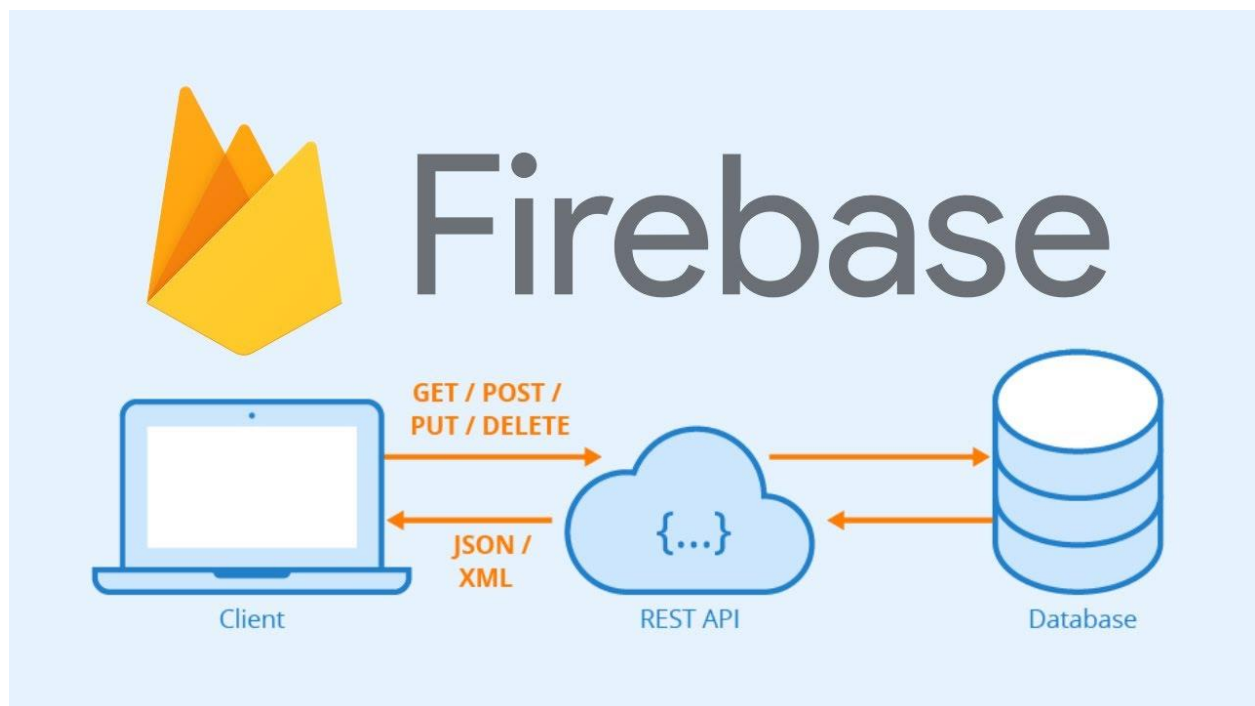 Firebase
GET / POST /
PUT / DELETE
{...}
JSON /
XML
Client
REST API
Database